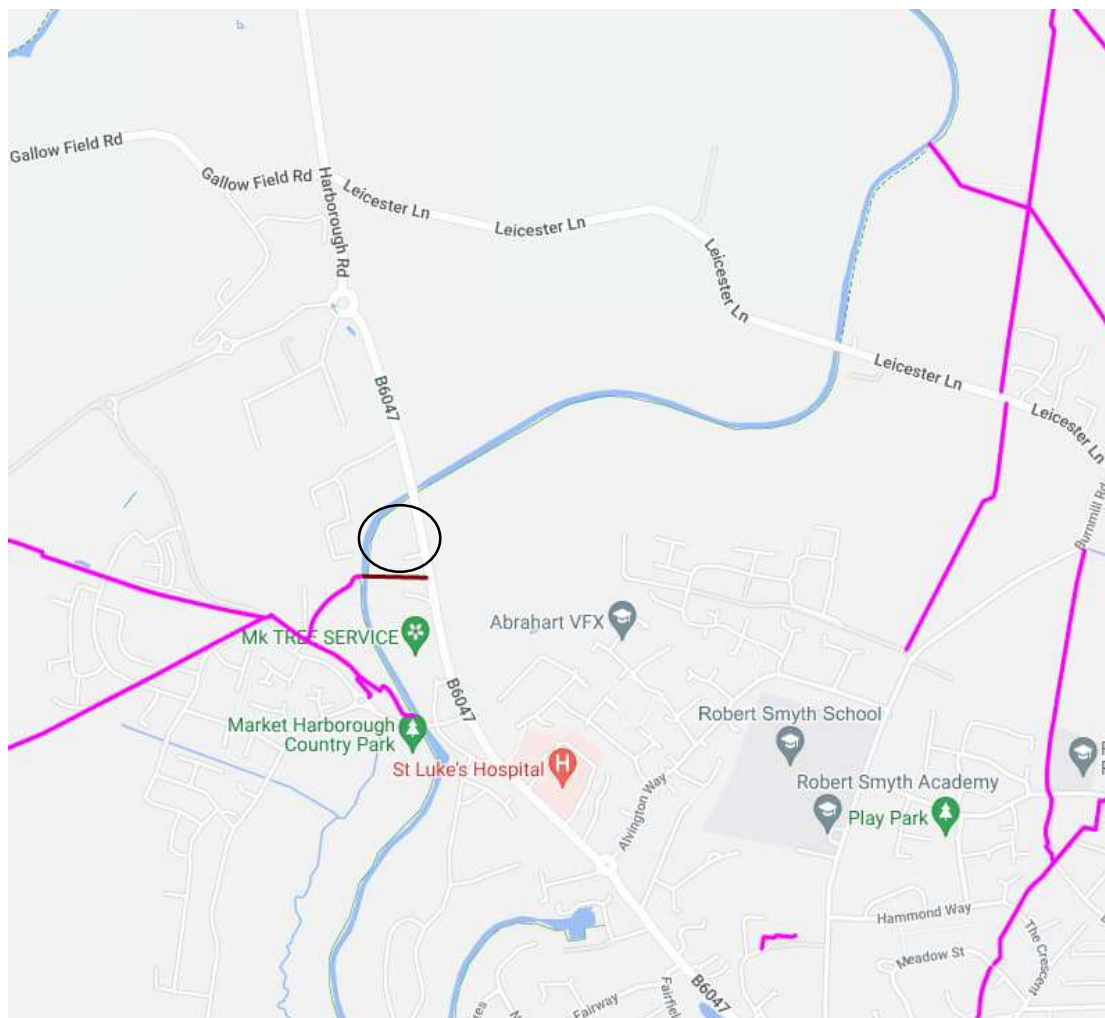 Gallow Field Rd
Gallow Field Rd
Harborough Rd
Leicester Ln
Leicester Ln
Leicester Ln
Leicester Ln
Leicester Ln
B6047
Burnmill Rd
Abrahart VFX
Mk TREE SERVICE
B6047
Market Harborough
Country Park
Robert Smyth School
St Luke's Hospital
H
Alvington Way
Robert Smyth Academy
Play Park
Hammond Way
Meadow St
The Crescent
B6047
Fairway